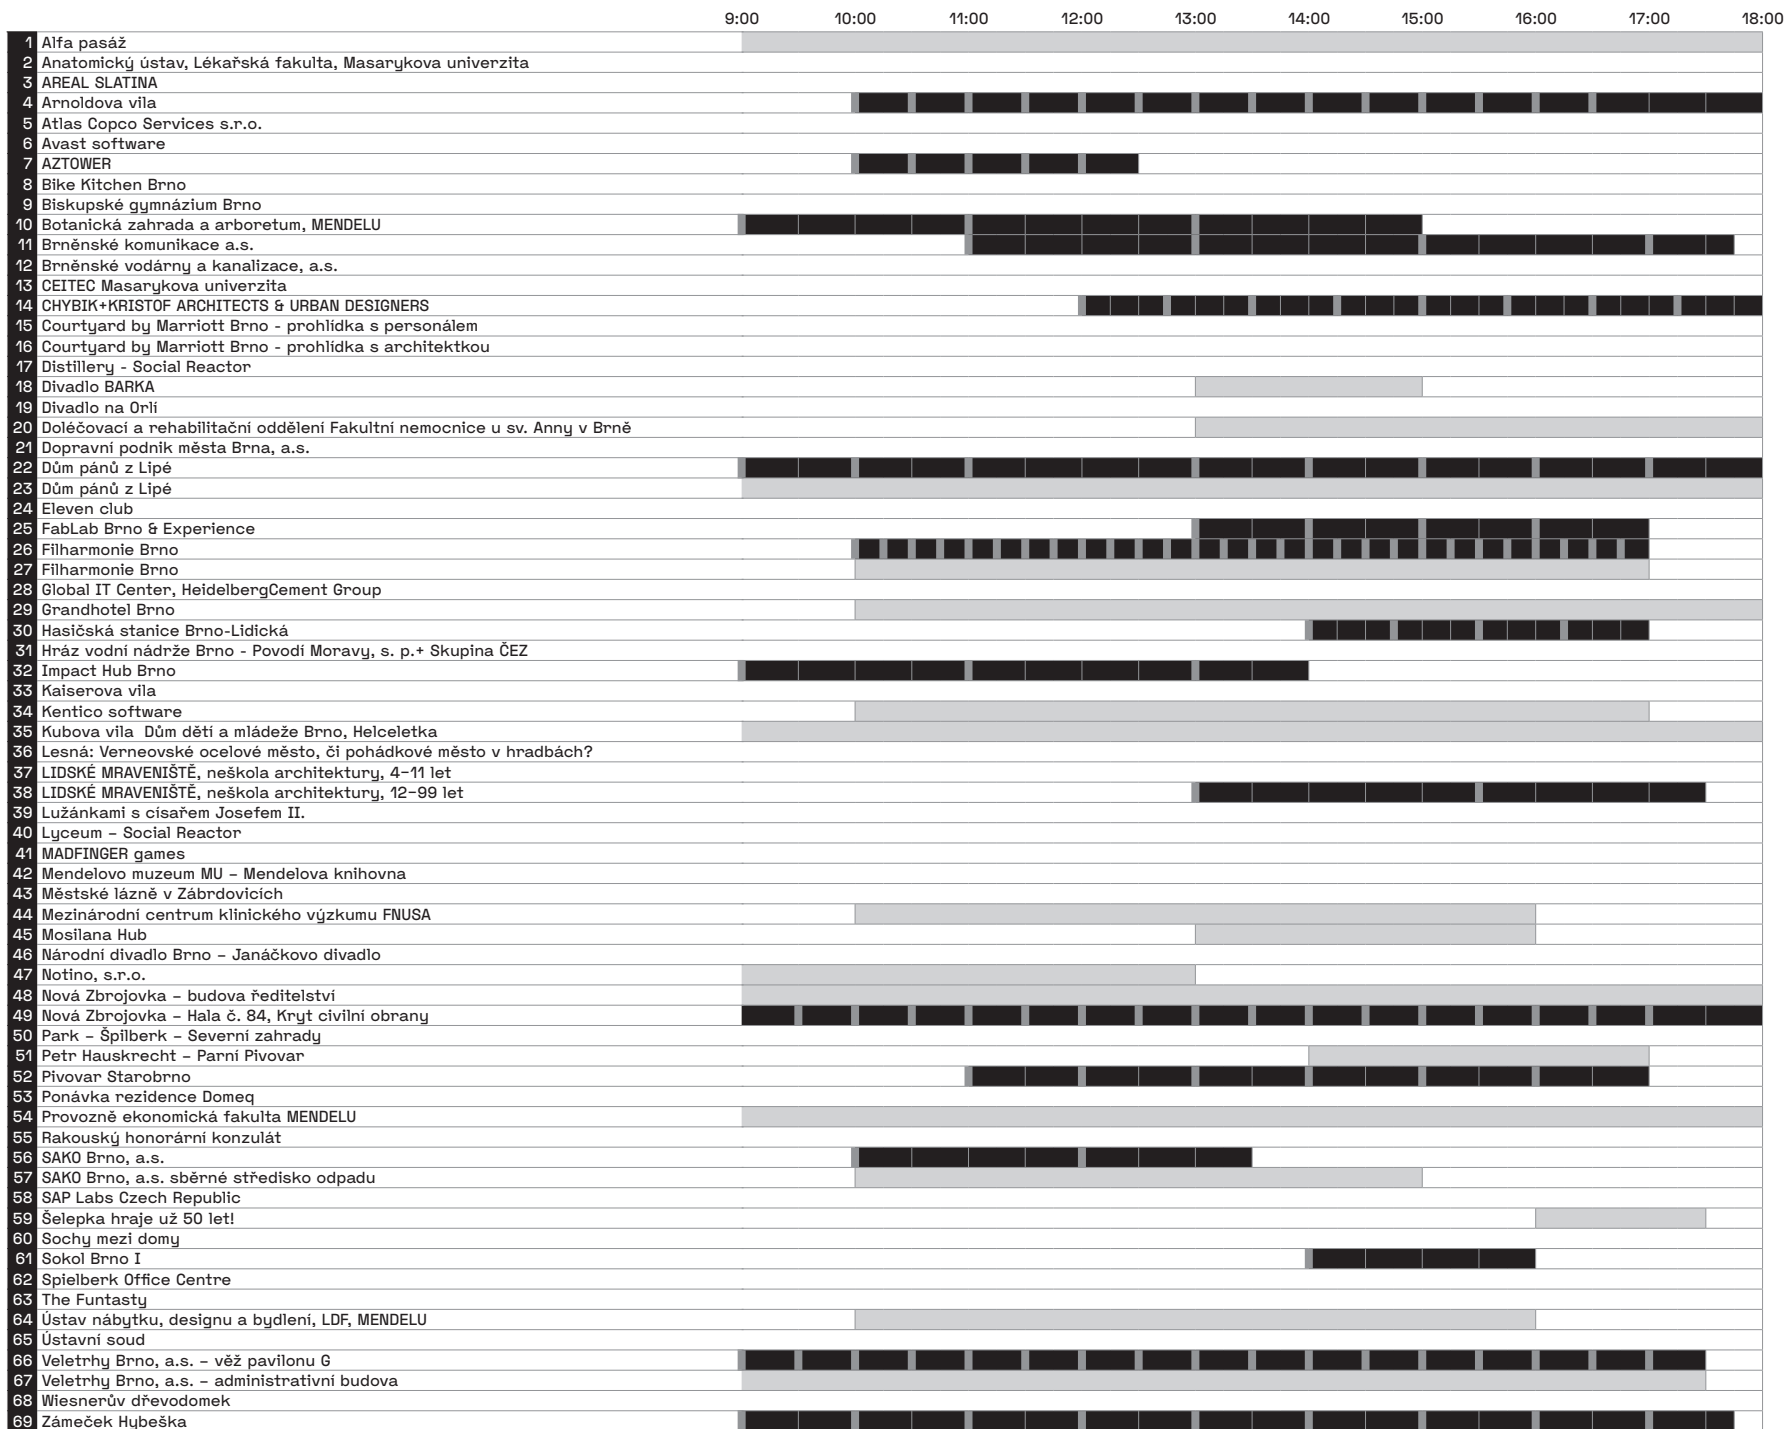 9:00 10:00 11:00 12:00 13:00 14:00 15:00 16:00 17:00 18:00
1 Alfa pasáž
2 Anatomický ústav, Lékařská fakulta, Masarykova univerzita
3 AREAL SLATINA
4 Arnoldova vila
5 Atlas Copco Services s.r.o.
6 Avast software
7 AZTOWER
8 Bike Kitchen Brno
9 Biskupské gymnázium Brno
10 Botanická zahrada a arboretum, MENDELU
11 Brněnské komunikace a.s.
12 Brněnské vodárny a kanalizace, a.s.
13 CEITEC Masarykova univerzita
14 CHYBIK+KRISTOF ARCHITECTS & URBAN DESIGNERS
15 Courtyard by Marriott Brno - prohlídka s personálem
16 Courtyard by Marriott Brno - prohlídka s architektkou
17 Distillery - Social Reactor
18 Divadlo BARKA
19 Divadlo na Orlí
20 Doléčovací a rehabilitační oddělení Fakultní nemocnice u sv. Anny v Brně
21 Dopravní podnik města Brna, a.s.
22 Dům pánů z Lipé
23 Dům pánů z Lipé
24 Eleven club
25 FabLab Brno & Experience
26 Filharmonie Brno
27 Filharmonie Brno
28 Global IT Center, HeidelbergCement Group
29 Grandhotel Brno
30 Hasičská stanice Brno-Lidická
31 Hráz vodní nádrže Brno - Povodí Moravy, s. p.+ Skupina ČEZ
32 Impact Hub Brno
33 Kaiserova vila
34 Kentico software
35 Kubova vila  Dům dětí a mládeže Brno, Helceletka
36 Lesná: Verneovské ocelové město, či pohádkové město v hradbách?
37 LIDSKÉ MRAVENIŠTĚ, neškola architektury, 4–11 let
38 LIDSKÉ MRAVENIŠTĚ, neškola architektury, 12–99 let
39 Lužánkami s císařem Josefem II.
40 Lyceum – Social Reactor
41 MADFINGER games
42 Mendelovo muzeum MU – Mendelova knihovna
43 Městské lázně v Zábrdovicích
44 Mezinárodní centrum klinického výzkumu FNUSA
45 Mosilana Hub
46 Národní divadlo Brno – Janáčkovo divadlo
47 Notino, s.r.o.
48 Nová Zbrojovka – budova ředitelství
49 Nová Zbrojovka – Hala č. 84, Kryt civilní obrany
50 Park – Špilberk – Severní zahrady
51 Petr Hauskrecht – Parní Pivovar
52 Pivovar Starobrno
53 Ponávka rezidence Domeq
54 Provozně ekonomická fakulta MENDELU
55 Rakouský honorární konzulát
56 SAKO Brno, a.s.
57 SAKO Brno, a.s. sběrné středisko odpadu
58 SAP Labs Czech Republic
59 Šelepka hraje už 50 let!
60 Sochy mezi domy
61 Sokol Brno I
62 Spielberk Office Centre
63 The Funtasty
64 Ústav nábytku, designu a bydlení, LDF, MENDELU
65 Ústavní soud
66 Veletrhy Brno, a.s. – věž pavilonu G
67 Veletrhy Brno, a.s. – administrativní budova
68 Wiesnerův dřevodomek
69 Zámeček Hybeška